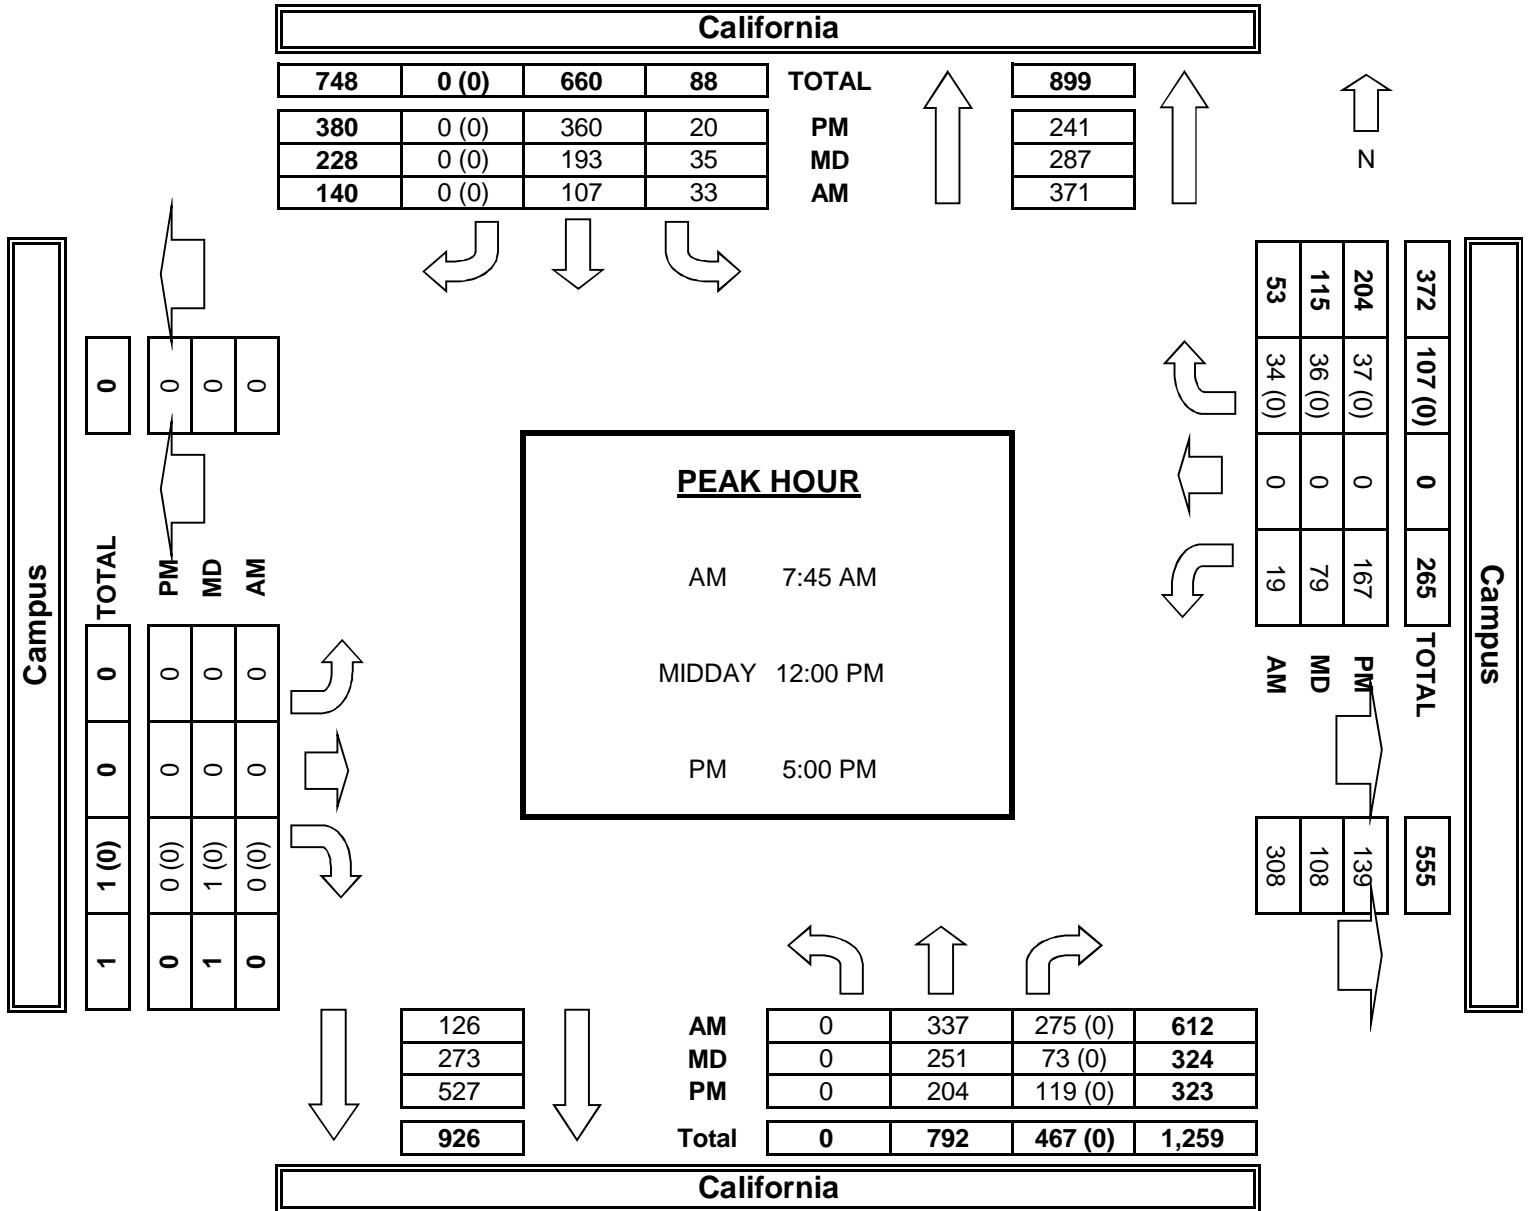 California
748 0 (0) 660 88 TOTAL 899
380 0 (0) 360 20 PM 241
228 0 (0) 193 35 MD 287
140 0 (0) 107 33 AM 371
N
Campus
0 0 0 0
TOTAL PM MD AM
0 0 0 0
0 0 0 0
1 (0) 0 (0) 1 (0) 0 (0)
1 0 1 0
PEAK HOUR
AM 7:45 AM
MIDDAY 12:00 PM
PM 5:00 PM
53 115 204 372
34 (0) 36 (0) 37 (0) 107 (0)
0 0 0 0
19 79 167 265
AM MD PM TOTAL
308 108 139 555
Campus
126 AM 0 337 275 (0) 612
273 MD 0 251 73 (0) 324
527 PM 0 204 119 (0) 323
926 Total 0 792 467 (0) 1,259
California